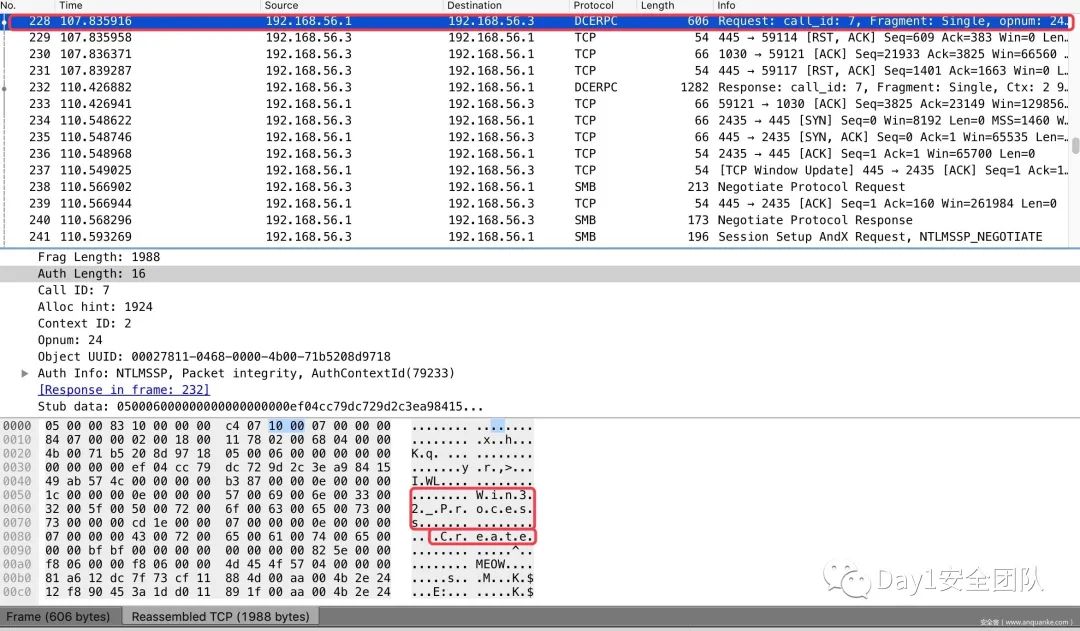 No. Time Source Destination Protocol Length Info
228 107.835916 192.168.56.1 192.168.56.3 DCERPC 606 Request: call_id: 7, Fragment: Single, opnum: 24…
229 107.835958 192.168.56.3 192.168.56.1 TCP 54 445 → 59114 [RST, ACK] Seq=609 Ack=383 Win=0 Len…
230 107.836371 192.168.56.3 192.168.56.1 TCP 66 1030 → 59121 [ACK] Seq=21933 Ack=3825 Win=66560 …
231 107.839287 192.168.56.3 192.168.56.1 TCP 54 445 → 59117 [RST, ACK] Seq=1401 Ack=1663 Win=0 L…
232 110.426882 192.168.56.3 192.168.56.1 DCERPC 1282 Response: call_id: 7, Fragment: Single, Ctx: 2 9…
233 110.426941 192.168.56.1 192.168.56.3 TCP 66 59121 → 1030 [ACK] Seq=3825 Ack=23149 Win=129856…
234 110.548622 192.168.56.3 192.168.56.1 TCP 66 2435 → 445 [SYN] Seq=0 Win=8192 Len=0 MSS=1460 W…
235 110.548746 192.168.56.1 192.168.56.3 TCP 66 445 → 2435 [SYN, ACK] Seq=0 Ack=1 Win=65535 Len=…
236 110.548968 192.168.56.3 192.168.56.1 TCP 54 2435 → 445 [ACK] Seq=1 Ack=1 Win=65700 Len=0
237 110.549025 192.168.56.1 192.168.56.3 TCP 54 [TCP Window Update] 445 → 2435 [ACK] Seq=1 Ack=1…
238 110.566902 192.168.56.3 192.168.56.1 SMB 213 Negotiate Protocol Request
239 110.566944 192.168.56.1 192.168.56.3 TCP 54 445 → 2435 [ACK] Seq=1 Ack=160 Win=261984 Len=0
240 110.568296 192.168.56.1 192.168.56.3 SMB 173 Negotiate Protocol Response
241 110.593269 192.168.56.3 192.168.56.1 SMB 196 Session Setup AndX Request, NTLMSSP_NEGOTIATE
Frag Length: 1988
Auth Length: 16
Call ID: 7
Alloc hint: 1924
Context ID: 2
Opnum: 24
Object UUID: 00027811-0468-0000-4b00-71b5208d9718
Auth Info: NTLMSSP, Packet integrity, AuthContextId(79233)
[Response in frame: 232]
Stub data: 05000600000000000000000000ef04cc79dc729d2c3ea98415...
0000 05 00 00 83 10 00 00 00 c4 07 10 00 07 00 00 00 ........ ........
0010 84 07 00 00 02 00 18 00 11 78 02 00 68 04 00 00 ........ .x..h...
0020 4b 00 71 b5 20 8d 97 18 05 00 06 00 00 00 00 00 K.q. ... ........
0030 00 00 00 00 ef 04 cc 79 dc 72 9d 2c 3e a9 84 15 .......y .r.,>...
0040 49 ab 57 4c 00 00 00 00 b3 87 00 00 0e 00 00 00 I.WL.... ........
0050 1c 00 00 00 0e 00 00 00 57 00 69 00 6e 00 33 00 ........ W.i.n.3.
0060 32 00 5f 00 50 00 72 00 6f 00 63 00 65 00 73 00 2._.P.r. o.c.e.s.
0070 73 00 00 00 cd 1e 00 00 07 00 00 00 0e 00 00 00 s....... ........
0080 07 00 00 00 43 00 72 00 65 00 61 00 74 00 65 00 ....C.r. e.a.t.e.
0090 00 00 bf bf 00 00 00 00 00 00 00 00 82 5e 00 00 ........ .....^..
00a0 f8 06 00 00 f8 06 00 00 4d 45 4f 57 04 00 00 00 ........ MEOW....
00b0 81 a6 12 dc 7f 73 cf 11 88 4d 00 aa 00 4b 2e 24 .....s.. .M...K.$
00c0 12 f8 90 45 3a 1d d0 11 89 1f 00 aa 00 4b 2e 24 ...E:... .....K.$
Day1安全团队
Frame (606 bytes) Reassembled TCP (1988 bytes)
安全客 ( www.anquanke.com )